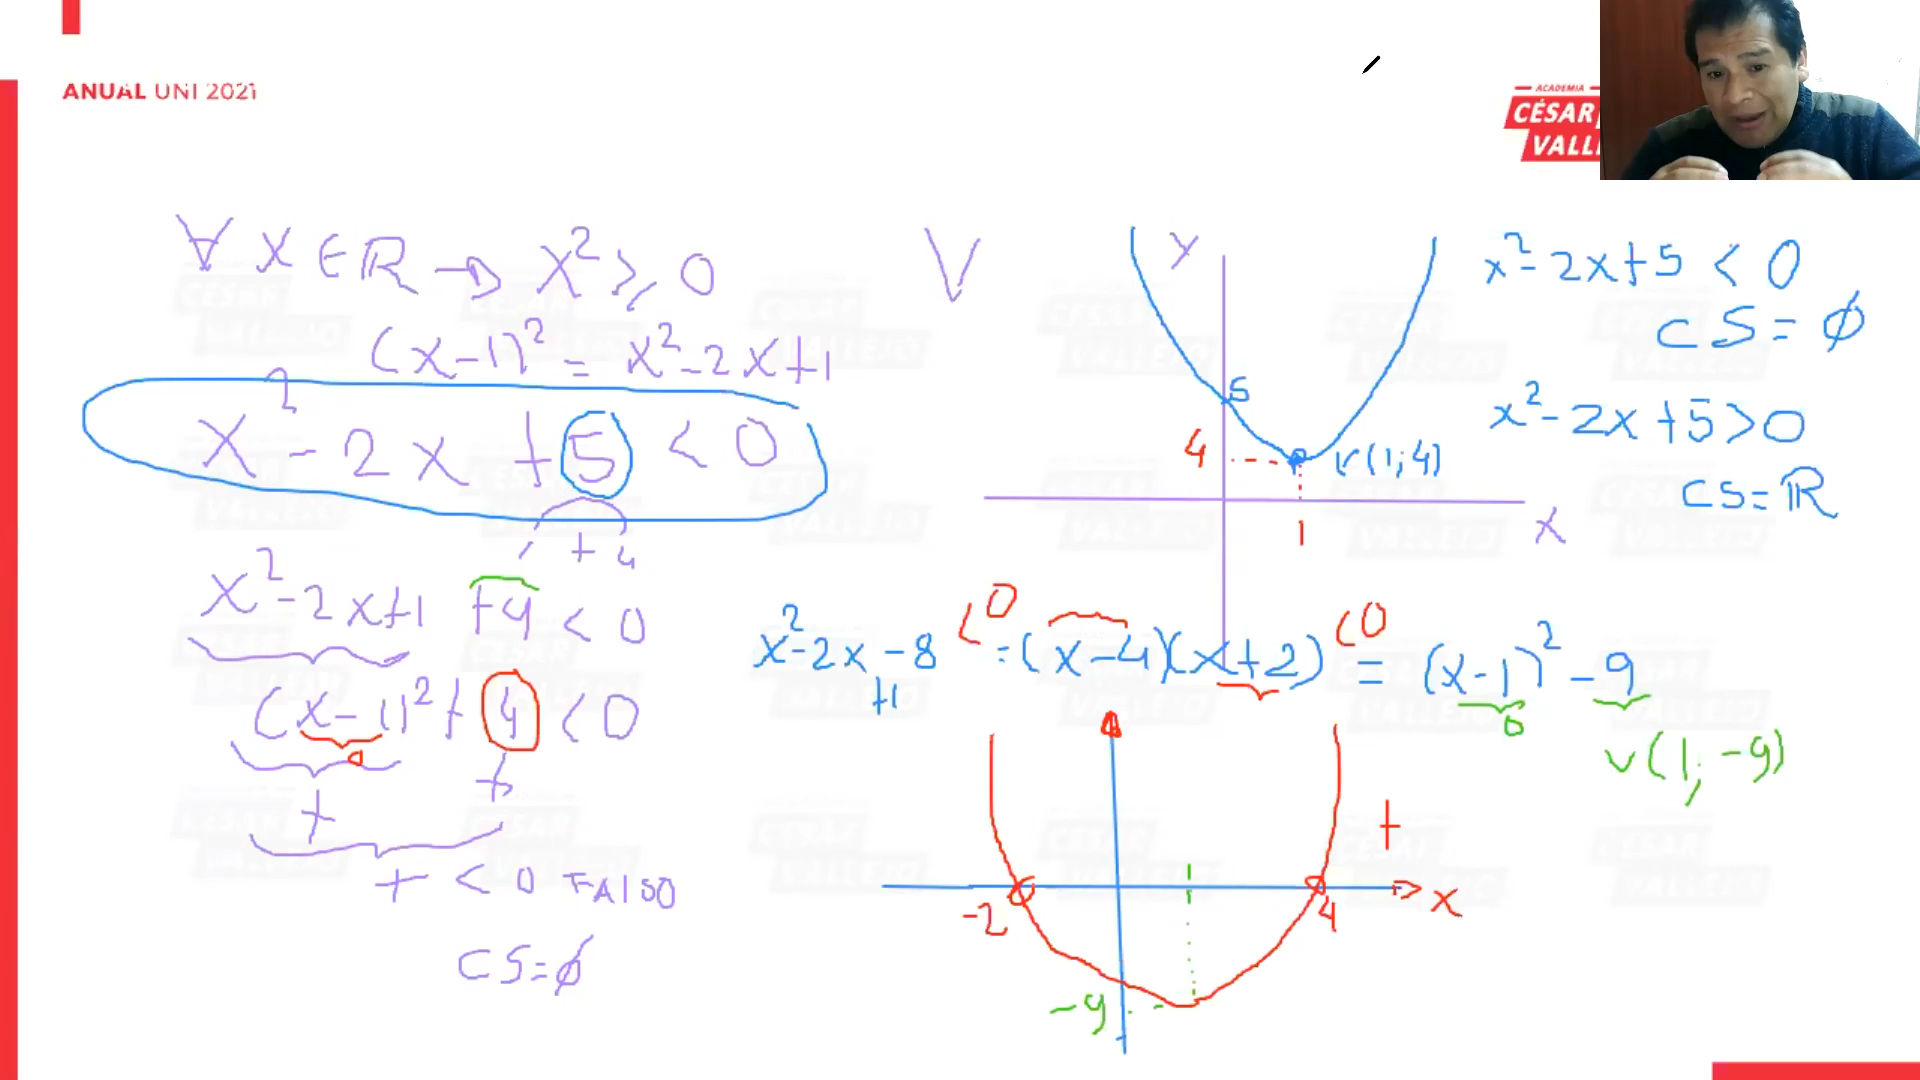 ANUAL UNI 2021
ACADEMIA
CÉSAR
VALL
∀ x ∈ ℝ → x² ≥ 0
(x-1)² = x²-2x+1
x² - 2x + 5 < 0
1 + 4
x²-2x+1 +4 < 0
(x-1)² + 4 < 0
+ +
+ < 0 FALSO
CS=∅
V
y
5
4
V(1;4)
1
x
x²-2x+5 < 0
CS=∅
x²-2x+5>0
CS=ℝ
x²-2x-8 <0 =(x-4)(x+2) <0 = (x-1)²-9
+1
0
V(1;-9)
+
-2
4
x
-9